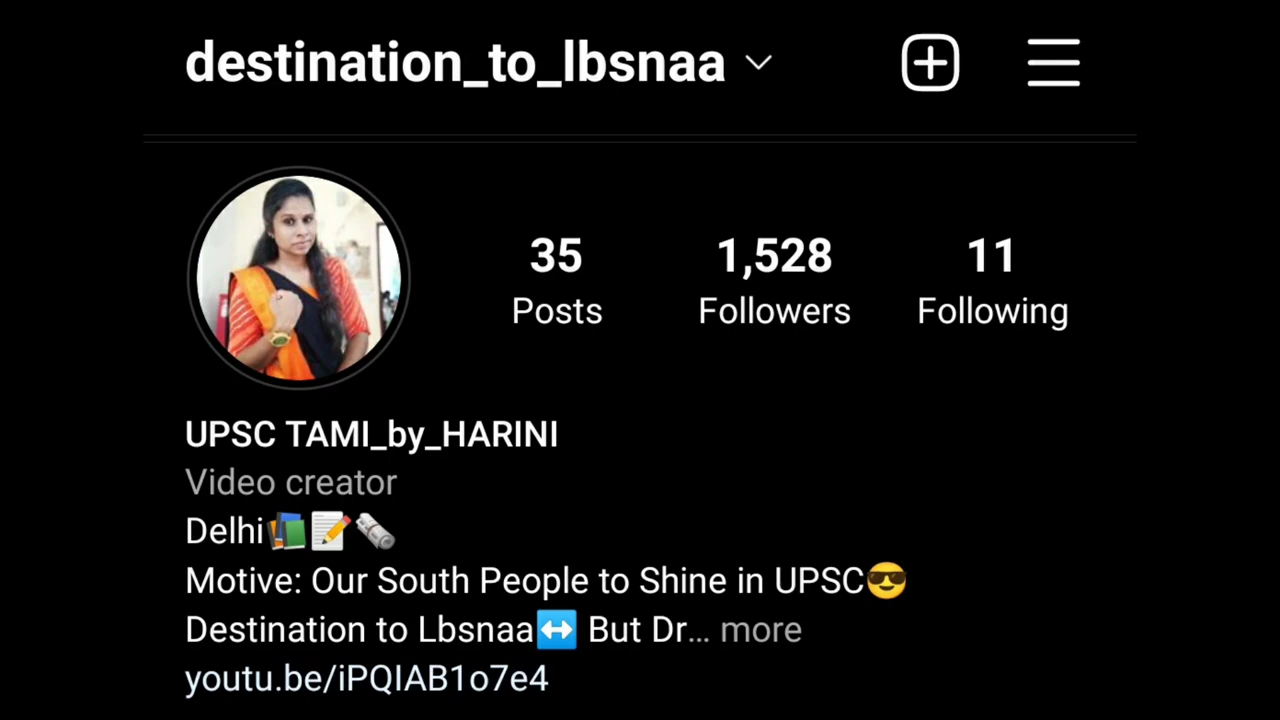 destination_to_lbsnaa
35
Posts
1,528
Followers
11
Following
UPSC TAMI_by_HARINI
Video creator
Delhi📚📝🗞️
Motive: Our South People to Shine in UPSC😎
Destination to Lbsnaa↔️ But Dr... more
youtu.be/iPQIAB1o7e4